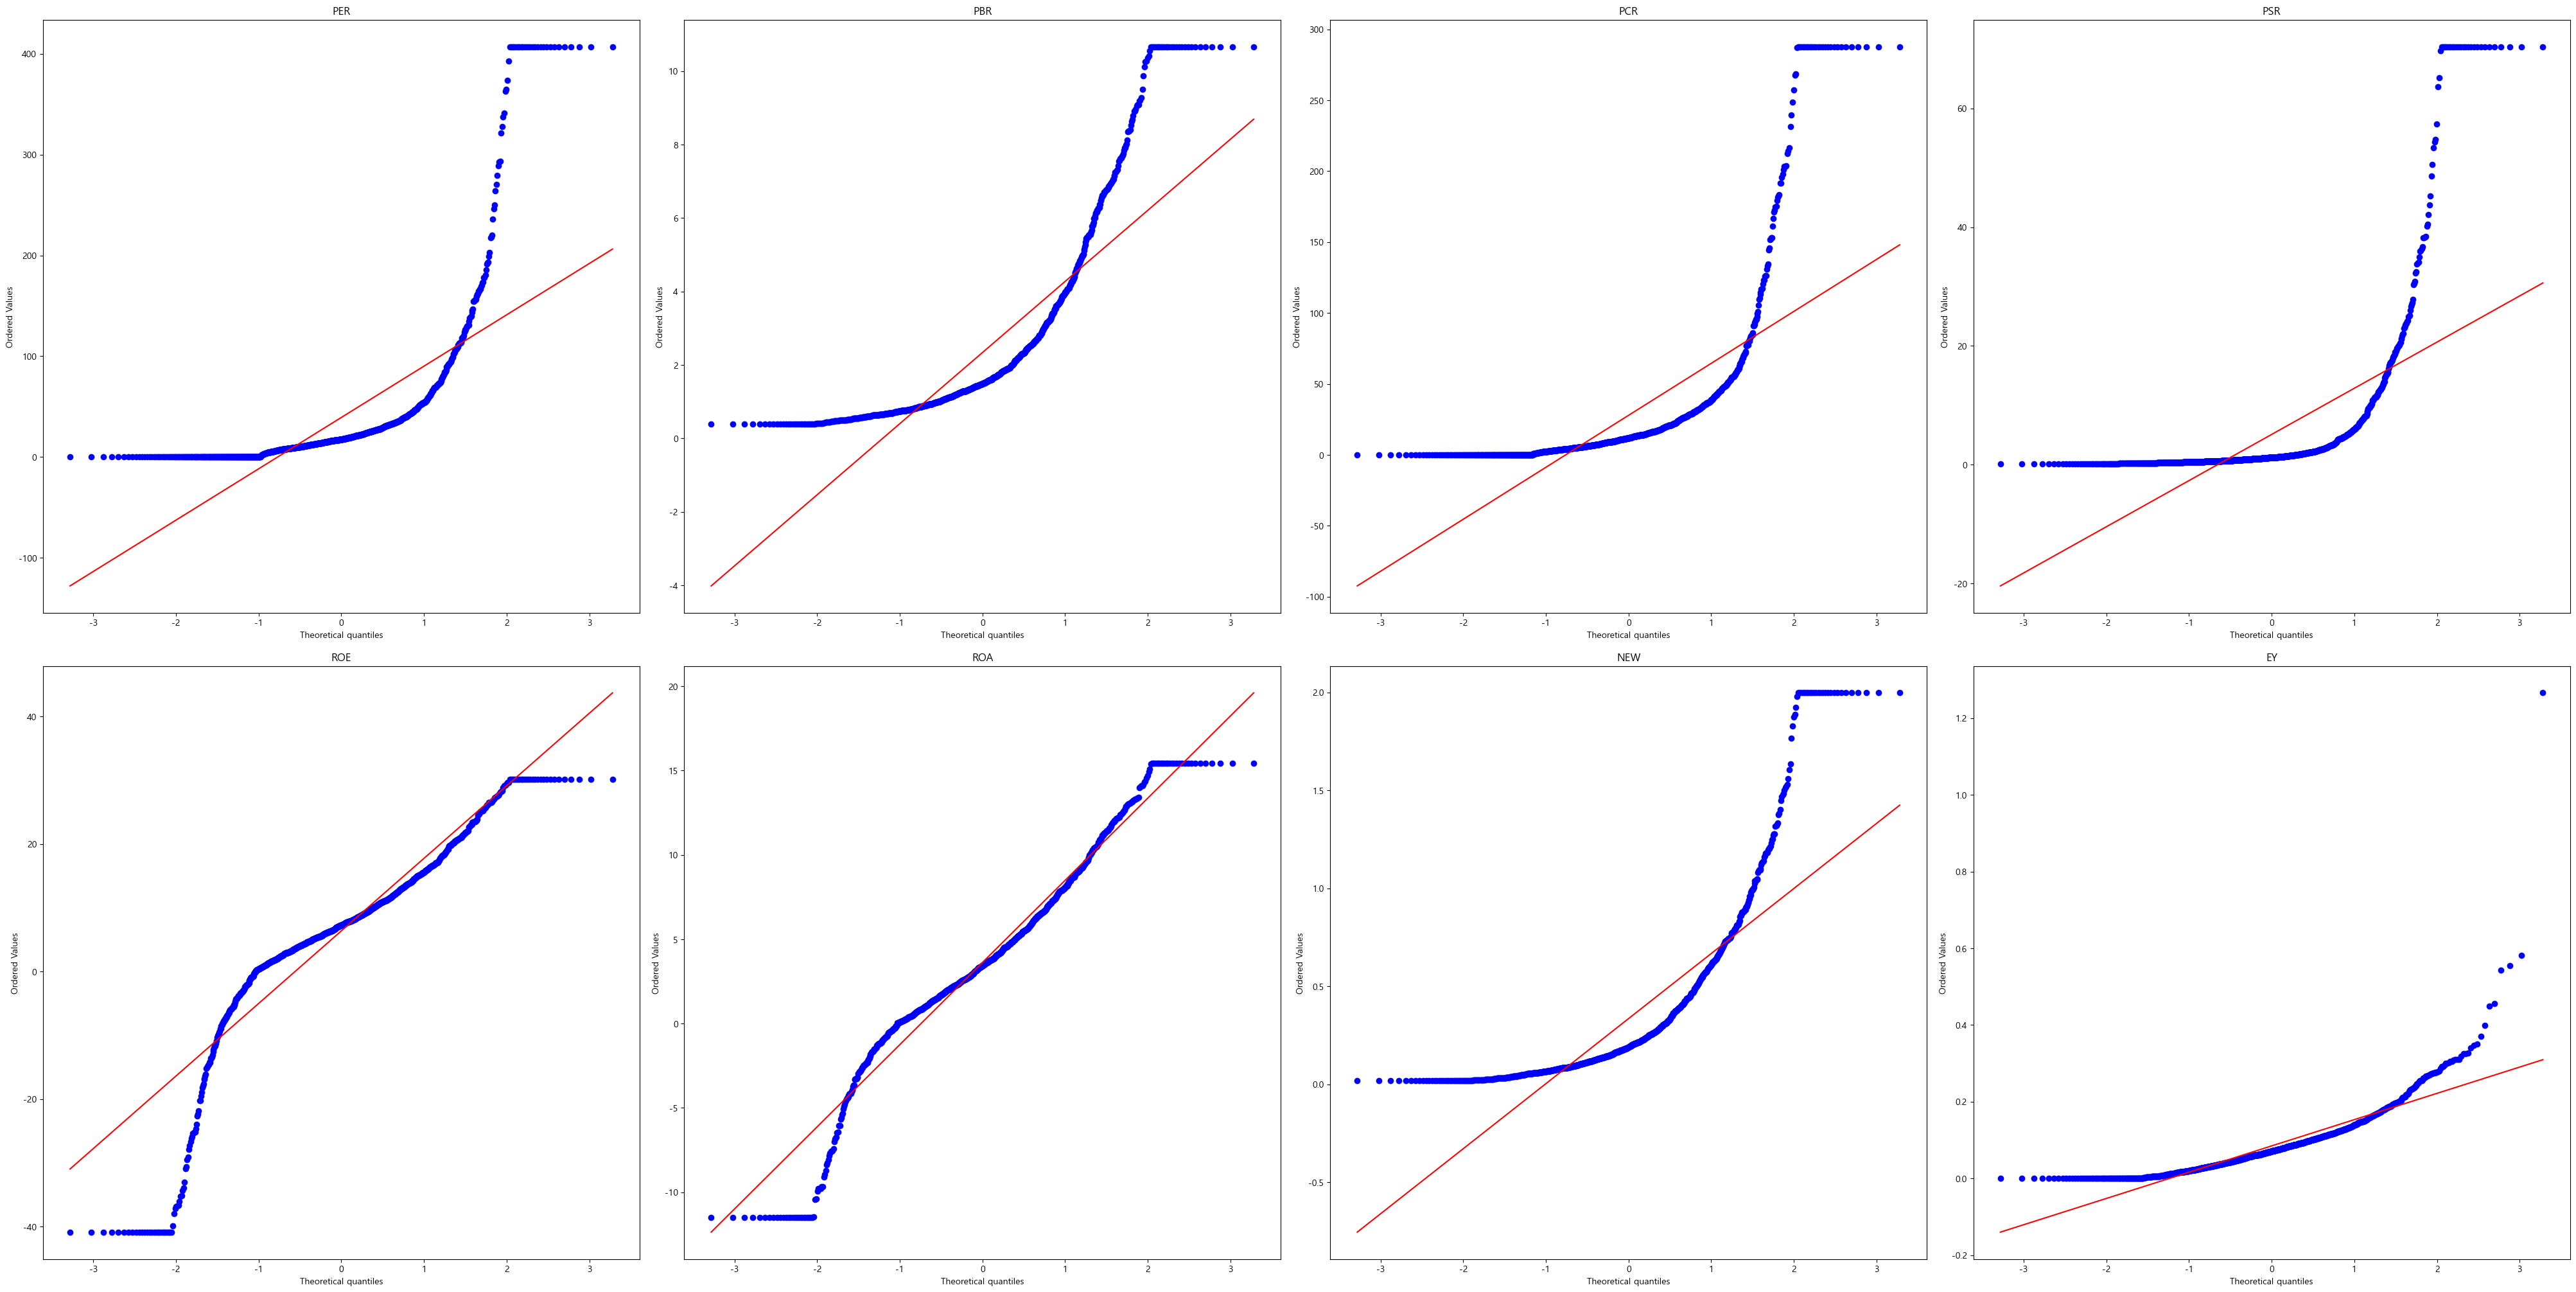 PER
400
300
200
100
0
-100
Ordered Values
-3 -2 -1 0 1 2 3
Theoretical quantiles
PBR
10
8
6
4
2
0
-2
-4
Ordered Values
-3 -2 -1 0 1 2 3
Theoretical quantiles
PCR
300
250
200
150
100
50
0
-50
-100
Ordered Values
-3 -2 -1 0 1 2 3
Theoretical quantiles
PSR
60
40
20
0
-20
Ordered Values
-3 -2 -1 0 1 2 3
Theoretical quantiles
ROE
40
20
0
-20
-40
Ordered Values
-3 -2 -1 0 1 2 3
Theoretical quantiles
ROA
20
15
10
5
0
-5
-10
Ordered Values
-3 -2 -1 0 1 2 3
Theoretical quantiles
NEW
2.0
1.5
1.0
0.5
0.0
-0.5
Ordered Values
-3 -2 -1 0 1 2 3
Theoretical quantiles
EY
1.2
1.0
0.8
0.6
0.4
0.2
0.0
-0.2
Ordered Values
-3 -2 -1 0 1 2 3
Theoretical quantiles